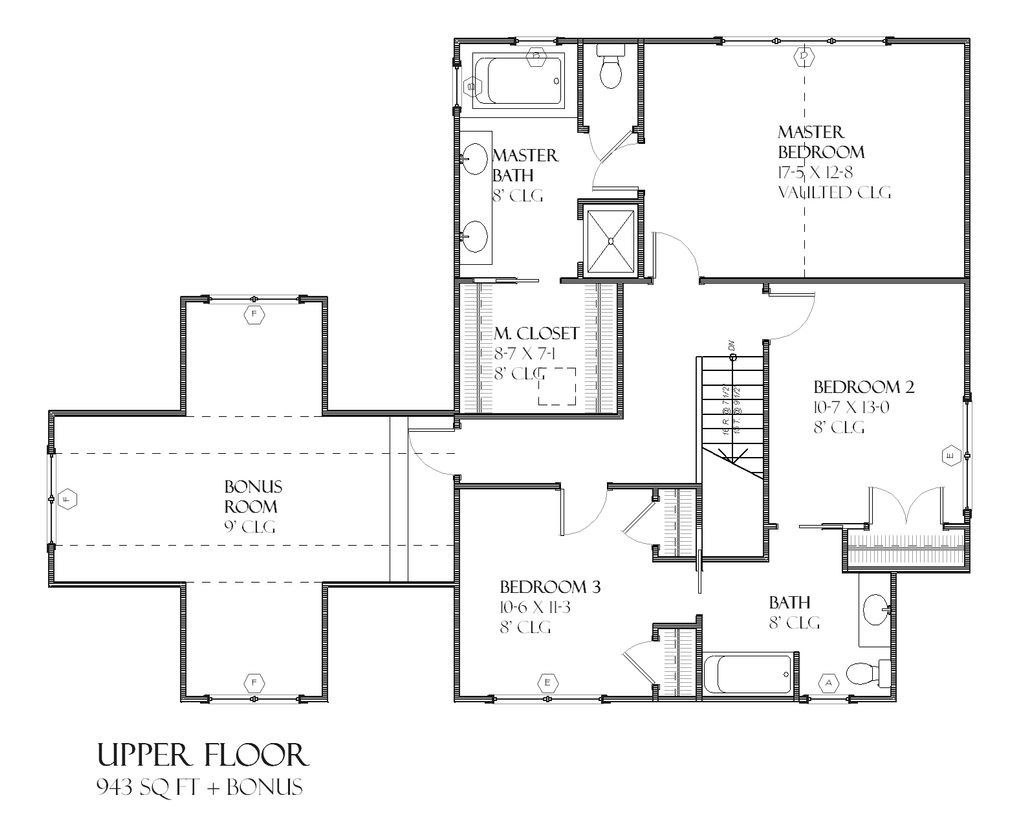 B
D
B
MASTER
BEDROOM
17-5 X 12-8
VAULTED CLG
MASTER
BATH
8' CLG
F
M. CLOSET
8-7 X 7-1
8' CLG
DN
16 R. @ 7 1/2"
15 T. @ 9 1/2"
BEDROOM 2
10-7 X 13-0
8' CLG
E
F
BONUS
ROOM
9' CLG
BEDROOM 3
10-6 X 11-3
8' CLG
BATH
8' CLG
F
E
A
UPPER FLOOR
943 SQ FT + BONUS